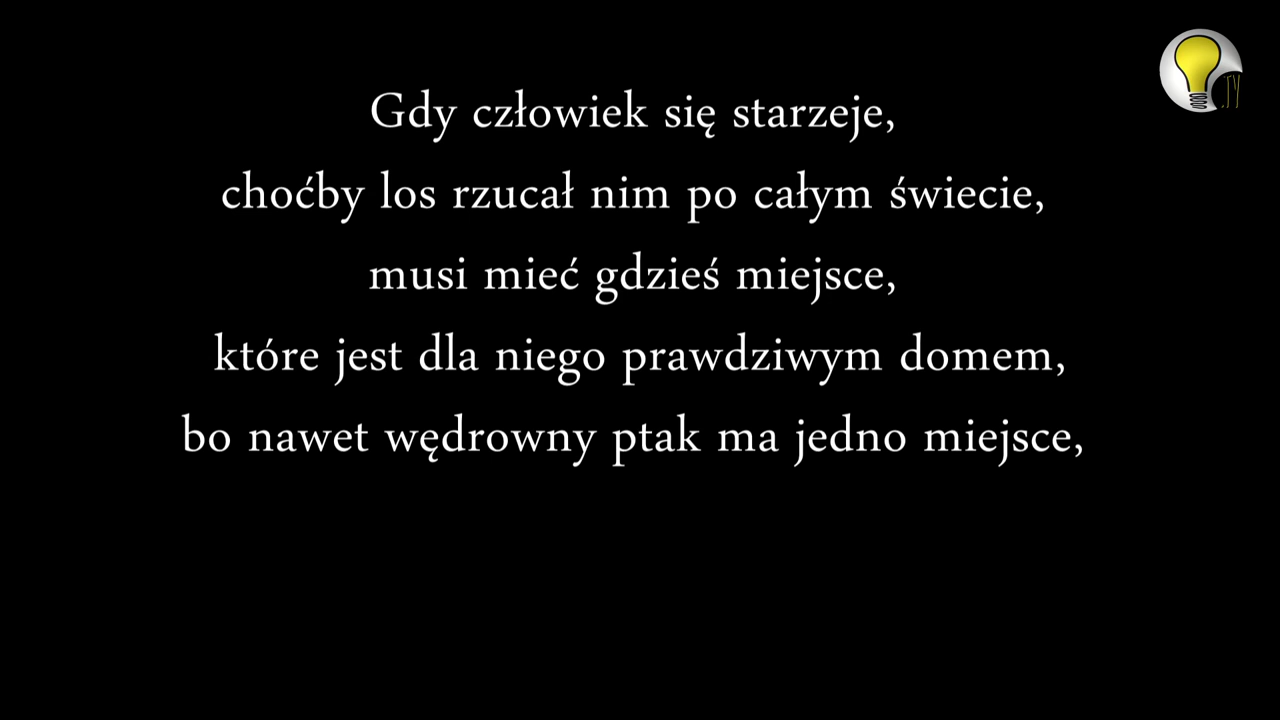 Gdy człowiek się starzeje,
choćby los rzucał nim po całym świecie,
musi mieć gdzieś miejsce,
które jest dla niego prawdziwym domem,
bo nawet wędrowny ptak ma jedno miejsce,